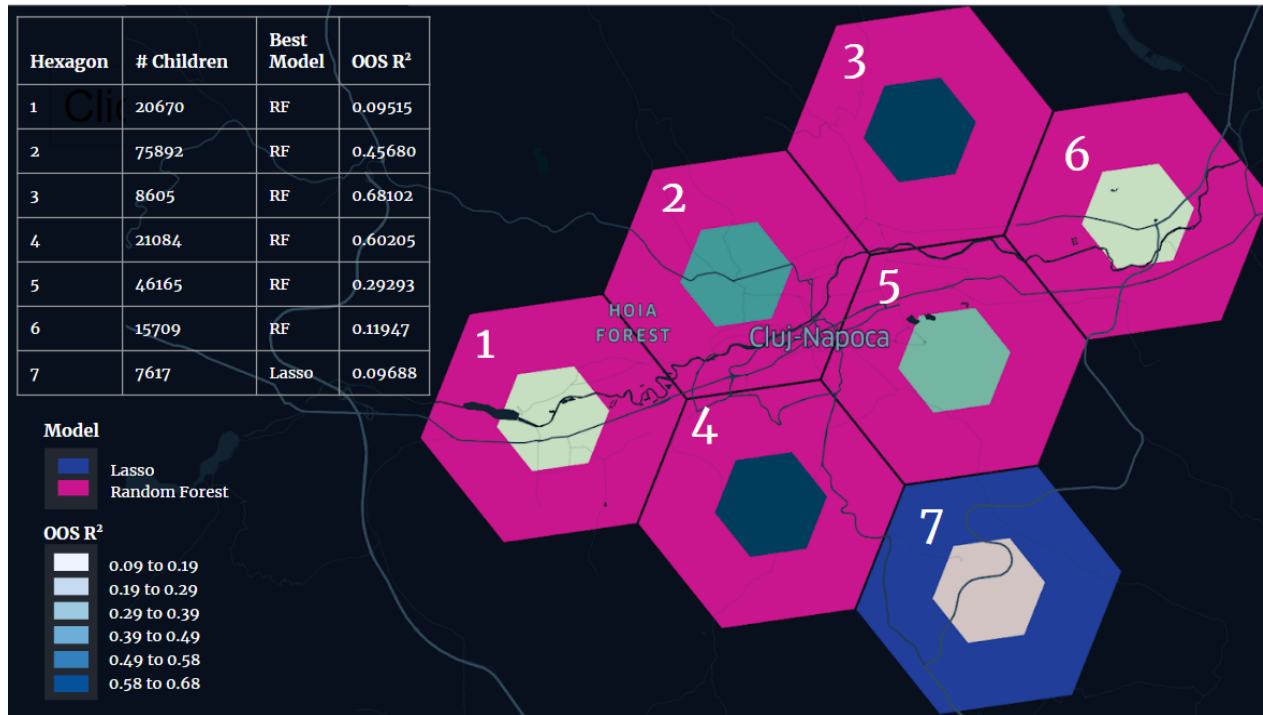 Hexagon # Children Best Model OOS R²
1 20670 RF 0.09515
2 75892 RF 0.45680
3 8605 RF 0.68102
4 21084 RF 0.60205
5 46165 RF 0.29293
6 15709 RF 0.11947
7 7617 Lasso 0.09688
Clic
Model
Lasso
Random Forest
OOS R²
0.09 to 0.19
0.19 to 0.29
0.29 to 0.39
0.39 to 0.49
0.49 to 0.58
0.58 to 0.68
3
6
2
5
HOIA
FOREST
Cluj-Napoca
1
4
7